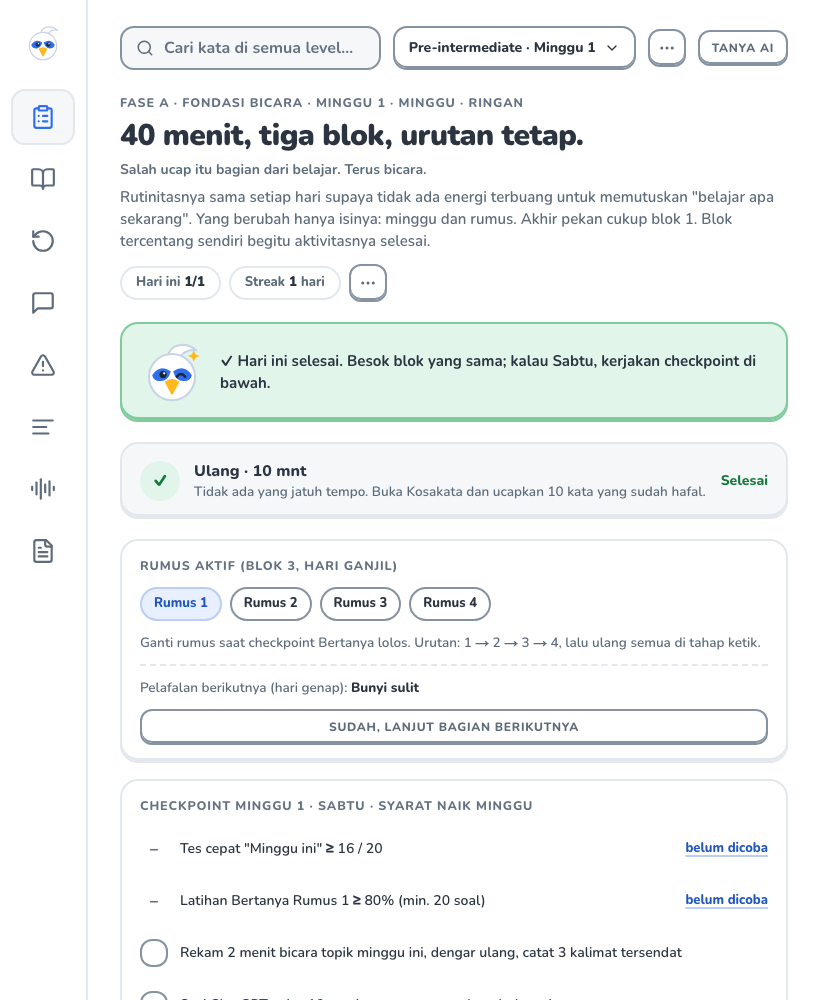 Cari kata di semua level...
Pre-intermediate · Minggu 1
TANYA AI
FASE A · FONDASI BICARA · MINGGU 1 · MINGGU · RINGAN
40 menit, tiga blok, urutan tetap.
Salah ucap itu bagian dari belajar. Terus bicara.
Rutinitasnya sama setiap hari supaya tidak ada energi terbuang untuk memutuskan "belajar apa
sekarang". Yang berubah hanya isinya: minggu dan rumus. Akhir pekan cukup blok 1. Blok
tercentang sendiri begitu aktivitasnya selesai.
Hari ini 1/1
Streak 1 hari
✓ Hari ini selesai. Besok blok yang sama; kalau Sabtu, kerjakan checkpoint di
bawah.
Ulang · 10 mnt
Tidak ada yang jatuh tempo. Buka Kosakata dan ucapkan 10 kata yang sudah hafal.
Selesai
RUMUS AKTIF (BLOK 3, HARI GANJIL)
Rumus 1
Rumus 2
Rumus 3
Rumus 4
Ganti rumus saat checkpoint Bertanya lolos. Urutan: 1 → 2 → 3 → 4, lalu ulang semua di tahap ketik.
Pelafalan berikutnya (hari genap): Bunyi sulit
SUDAH, LANJUT BAGIAN BERIKUTNYA
CHECKPOINT MINGGU 1 · SABTU · SYARAT NAIK MINGGU
– Tes cepat "Minggu ini" ≥ 16 / 20
belum dicoba
– Latihan Bertanya Rumus 1 ≥ 80% (min. 20 soal)
belum dicoba
Rekam 2 menit bicara topik minggu ini, dengar ulang, catat 3 kalimat tersendat